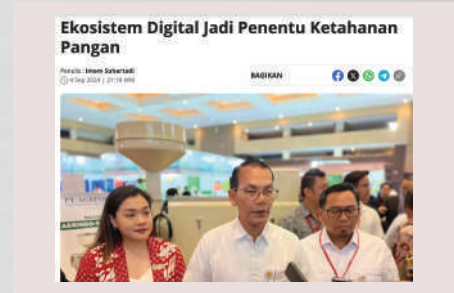 Ekosistem Digital Jadi Penentu Ketahanan
Pangan
Penulis: Imam Suhartadi
4 Sep 2024 | 21:18 WIB
BAGIKAN